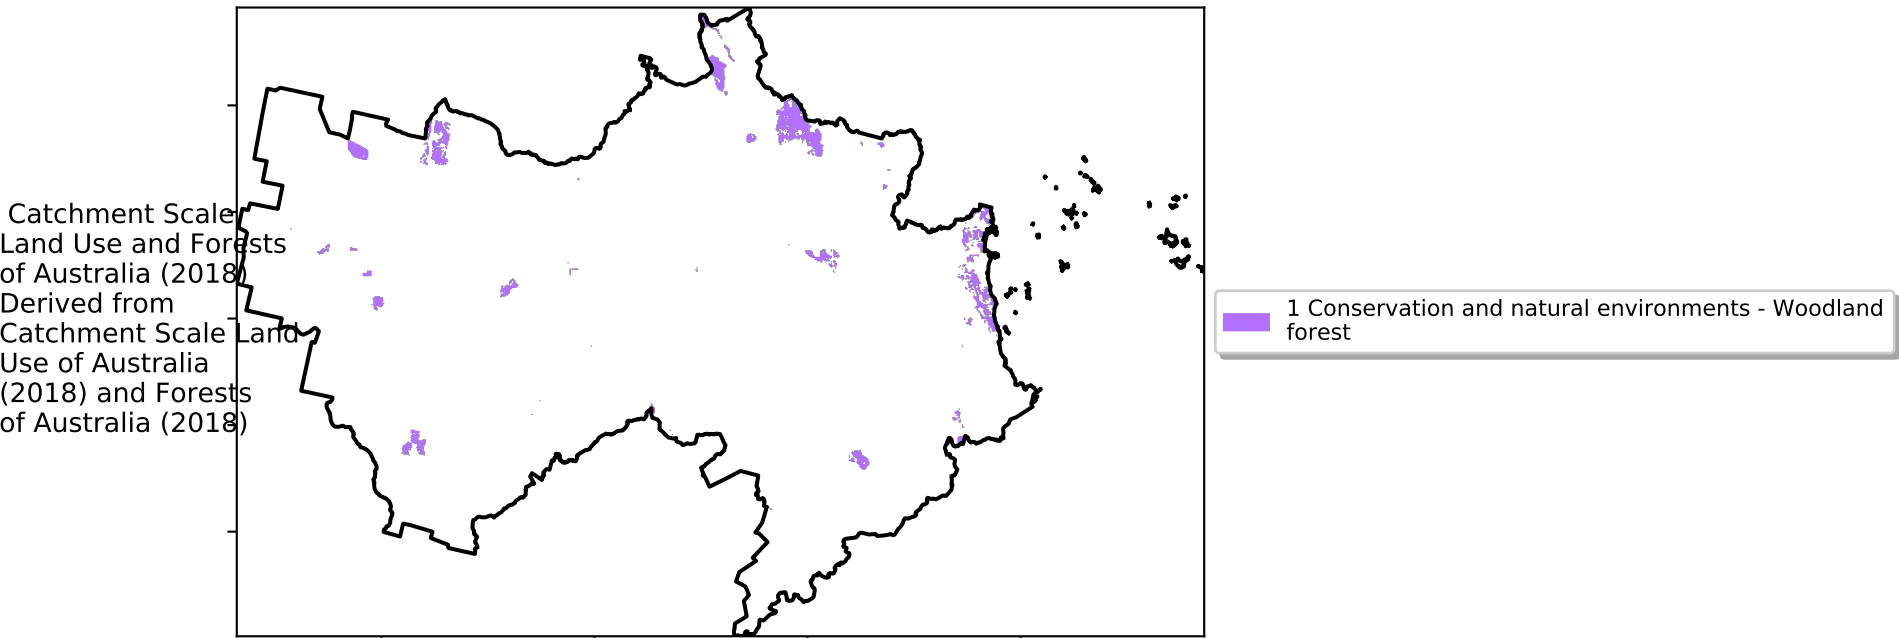 Catchment Scale
Land Use and Forests
of Australia (2018)
Derived from
Catchment Scale Land
Use of Australia
(2018) and Forests
of Australia (2018)
1 Conservation and natural environments - Woodland
forest